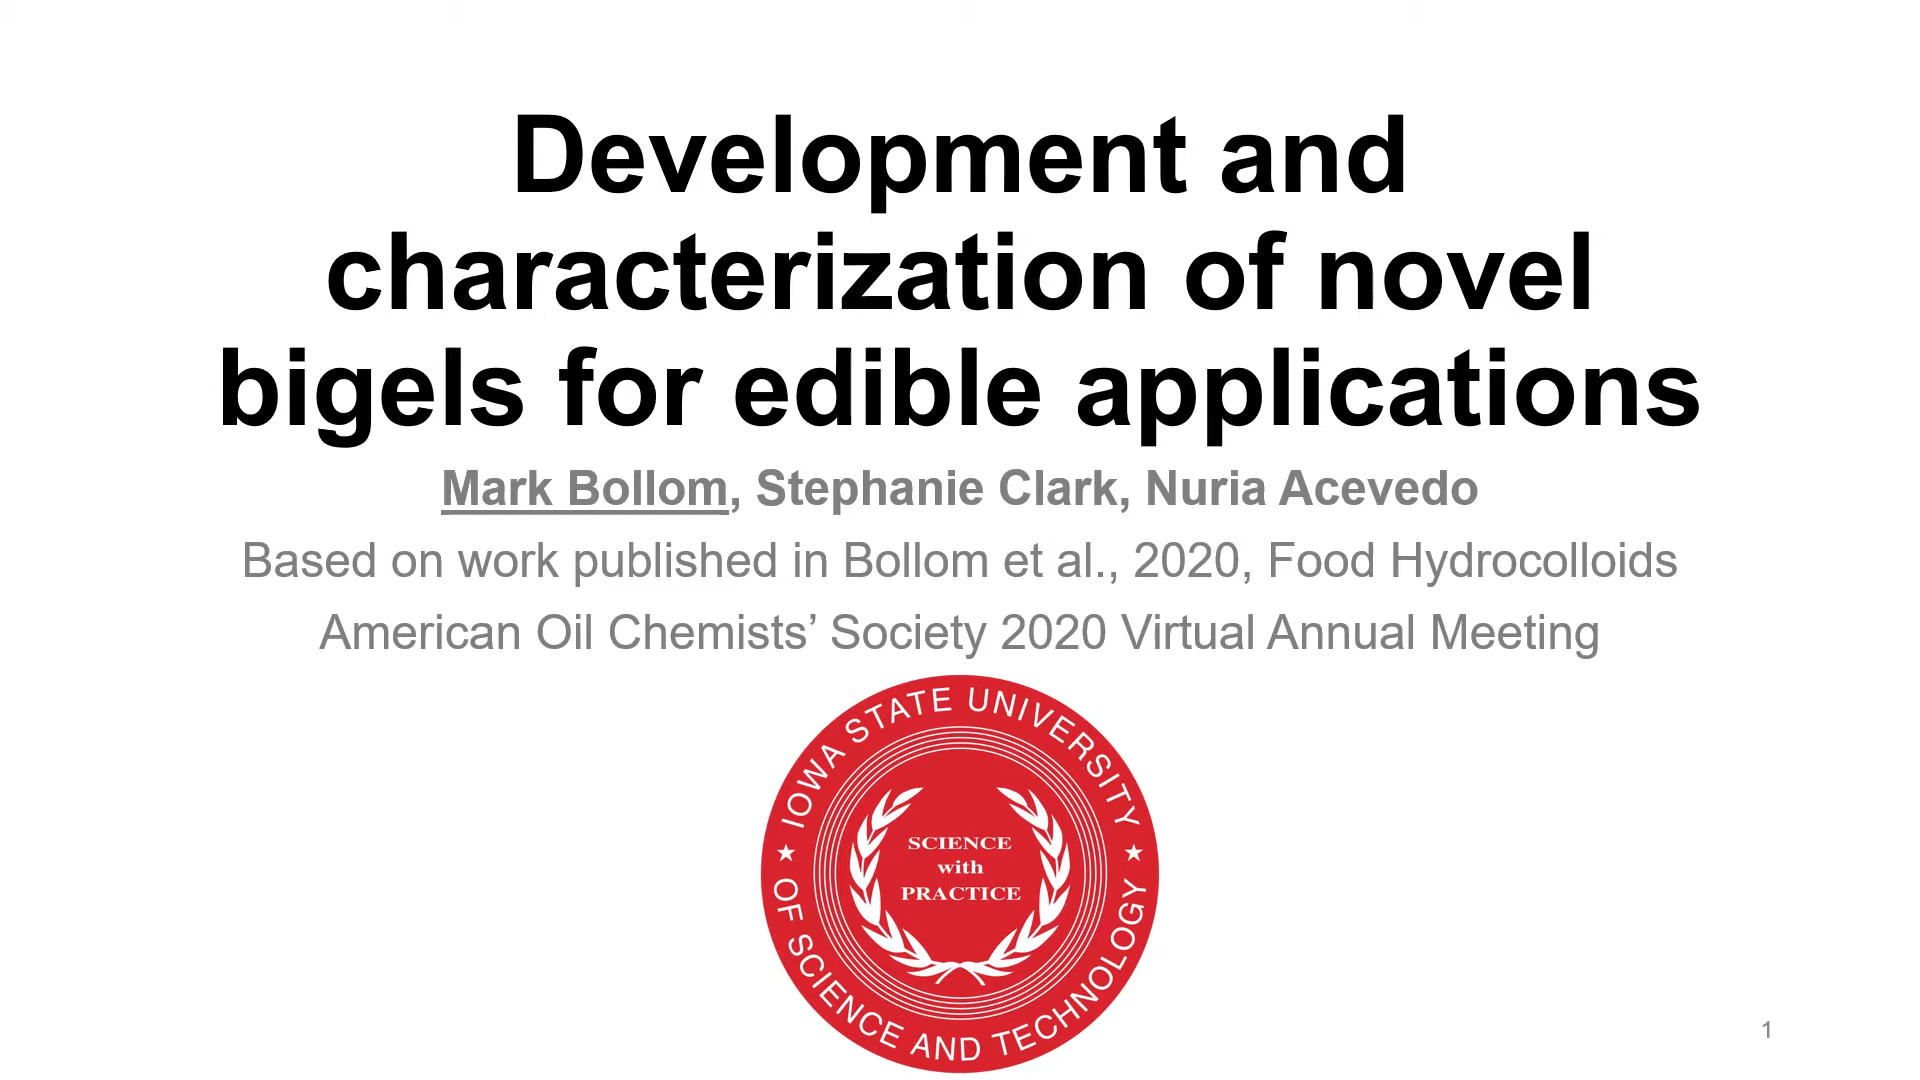 Development and
characterization of novel
bigels for edible applications
Mark Bollom, Stephanie Clark, Nuria Acevedo
Based on work published in Bollom et al., 2020, Food Hydrocolloids
American Oil Chemists’ Society 2020 Virtual Annual Meeting
IOWA STATE UNIVERSITY
SCIENCE
with
PRACTICE
OF SCIENCE AND TECHNOLOGY
1